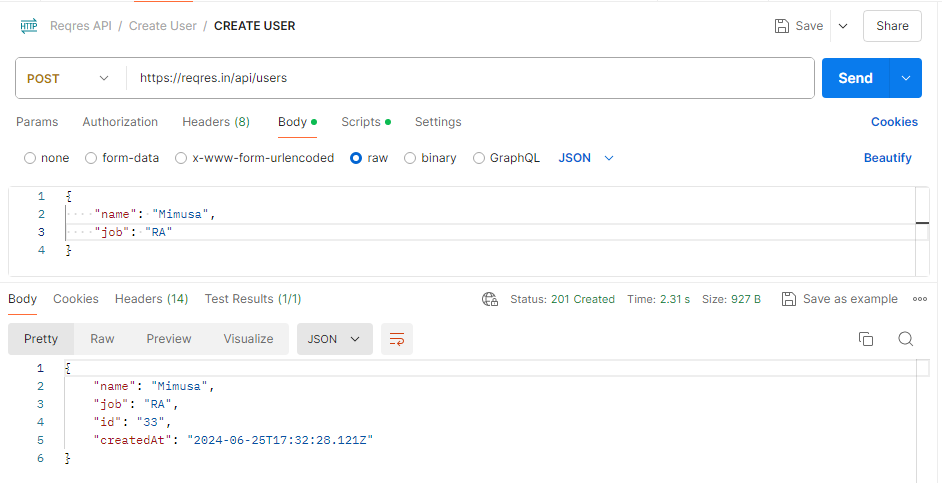 HTTP Reqres API / Create User / CREATE USER Save Share
POST https://reqres.in/api/users Send
Params Authorization Headers (8) Body Scripts Settings Cookies
none form-data x-www-form-urlencoded raw binary GraphQL JSON Beautify
1 {
2 "name": "Mimusa",
3 "job": "RA"
4 }
Body Cookies Headers (14) Test Results (1/1) Status: 201 Created Time: 2.31 s Size: 927 B Save as example
Pretty Raw Preview Visualize JSON
1 {
2 "name": "Mimusa",
3 "job": "RA",
4 "id": "33",
5 "createdAt": "2024-06-25T17:32:28.121Z"
6 }